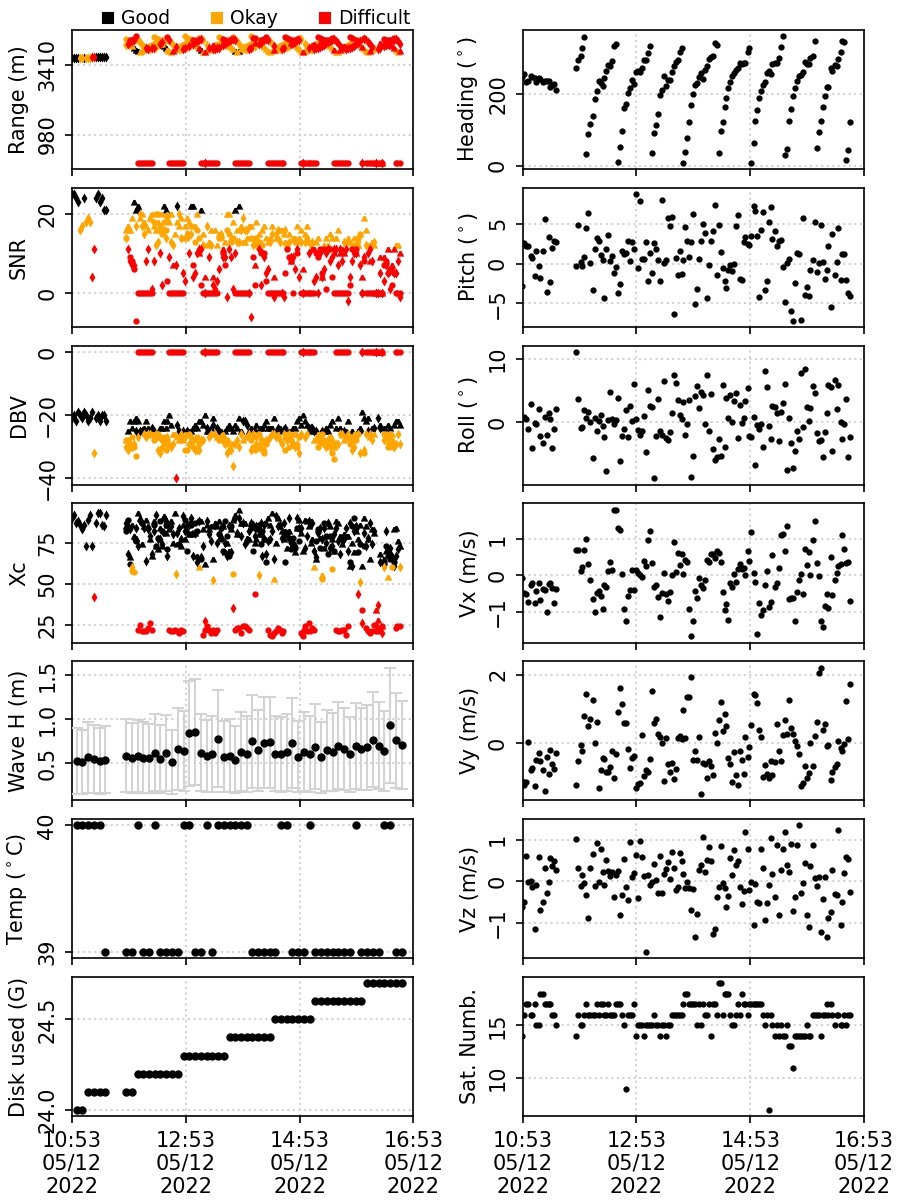 Good Okay Difficult
Range (m)
3410
980
Heading (°)
200
0
SNR
20
0
Pitch (°)
5
0
−5
DBV
0
−20
−40
Roll (°)
10
0
Xc
75
50
25
Vx (m/s)
1
0
−1
Wave H (m)
1.5
1.0
0.5
Vy (m/s)
2
0
Temp (°C)
40
39
Vz (m/s)
1
0
−1
Disk used (G)
24.5
24.0
Sat. Numb.
15
10
10:53 12:53 14:53 16:53
05/12 05/12 05/12 05/12
2022 2022 2022 2022
10:53 12:53 14:53 16:53
05/12 05/12 05/12 05/12
2022 2022 2022 2022